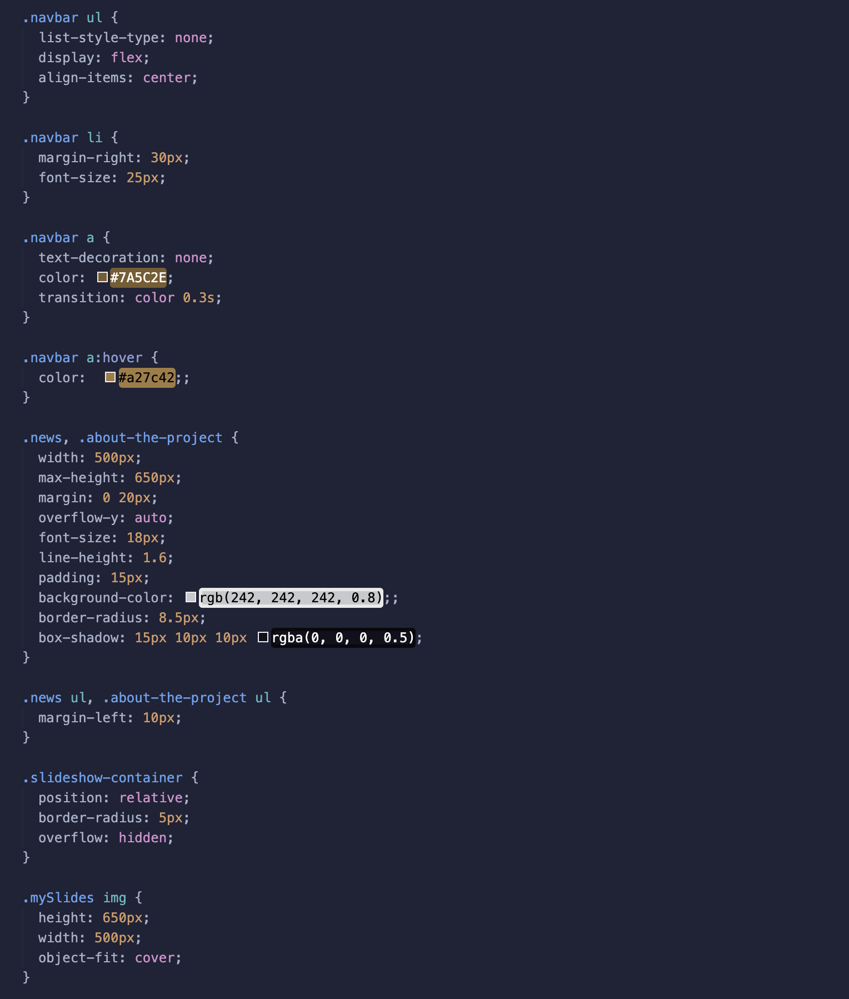 .navbar ul {
  list-style-type: none;
  display: flex;
  align-items: center;
}

.navbar li {
  margin-right: 30px;
  font-size: 25px;
}

.navbar a {
  text-decoration: none;
  color: #7A5C2E;
  transition: color 0.3s;
}

.navbar a:hover {
  color:  #a27c42;;
}

.news, .about-the-project {
  width: 500px;
  max-height: 650px;
  margin: 0 20px;
  overflow-y: auto;
  font-size: 18px;
  line-height: 1.6;
  padding: 15px;
  background-color: rgb(242, 242, 242, 0.8);;
  border-radius: 8.5px;
  box-shadow: 15px 10px 10px rgba(0, 0, 0, 0.5);
}

.news ul, .about-the-project ul {
  margin-left: 10px;
}

.slideshow-container {
  position: relative;
  border-radius: 5px;
  overflow: hidden;
}

.mySlides img {
  height: 650px;
  width: 500px;
  object-fit: cover;
}